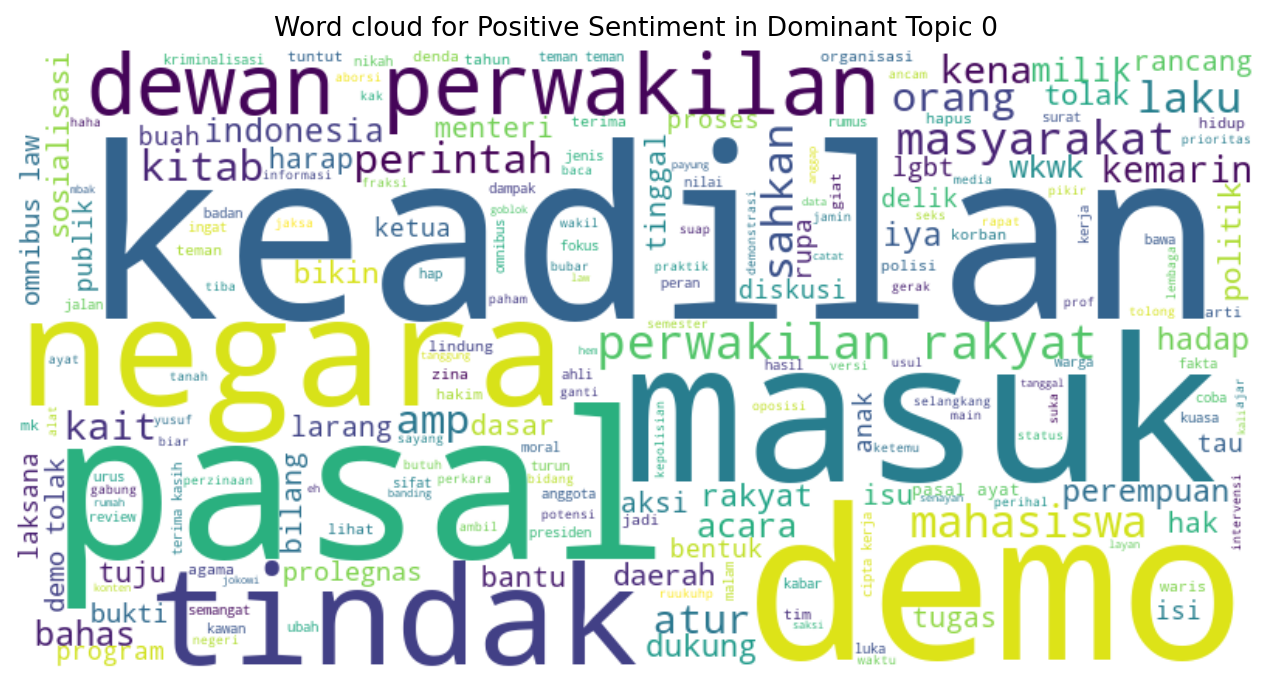 Word cloud for Positive Sentiment in Dominant Topic 0
kriminalisasi tuntut nikah denda tahun teman teman organisasi
dewan perwakilan
aborsi kak ancam
kena milik rancang
orang tolak laku
sosialisasi
haha buah indonesia menteri terima proses rumus hapus surat hidup
masyarakat prioritas
kitab harap perintah jenis tinggal sahkan lgbt wkwk kemarin
informasi fraksi baca payung anggap media
omnibus law
mbak publik badan ingat jaksa ketua dampak goblok wakil nilai suap data giat jamin delik seks pikir
keadilan
teman tiba bikin hap omnibus fokus bubar law praktik peran demonstrasi rupa catat iya korban rapat kerja politik
polisi bawa lembaga
jalan paham diskusi gerak prof tolong arti
negara
semester perwakilan rakyat hadap
lindung tanggung hem hasil versi usul warga fakta
ayat tanah zina hakim ahli ganti
masuk
tanggal suka coba ajar
selangkang main kuasa kali
mk alat kait yusuf biar larang amp dasar kepolisian oposisi anak ketemu status tau
sayang moral
pasal
laksana urus gabung rumah review terima kasih perzinaan bilang butuh sifat perkara banding turun bidang
demo tolak eh lihat ambil anggota potensi presiden
aksi rakyat isu pasal ayat senayan perihal perempuan intervensi
jadi acara mahasiswa hak
bentuk cipta kerja layan
demo
tuju agama jokowi prolegnas bantu daerah malam kabar
konten ruukuhp waris
tindak
bukti semangat kawan negeri ubah atur tim saksi tugas isi
bahas program dukung luka waktu